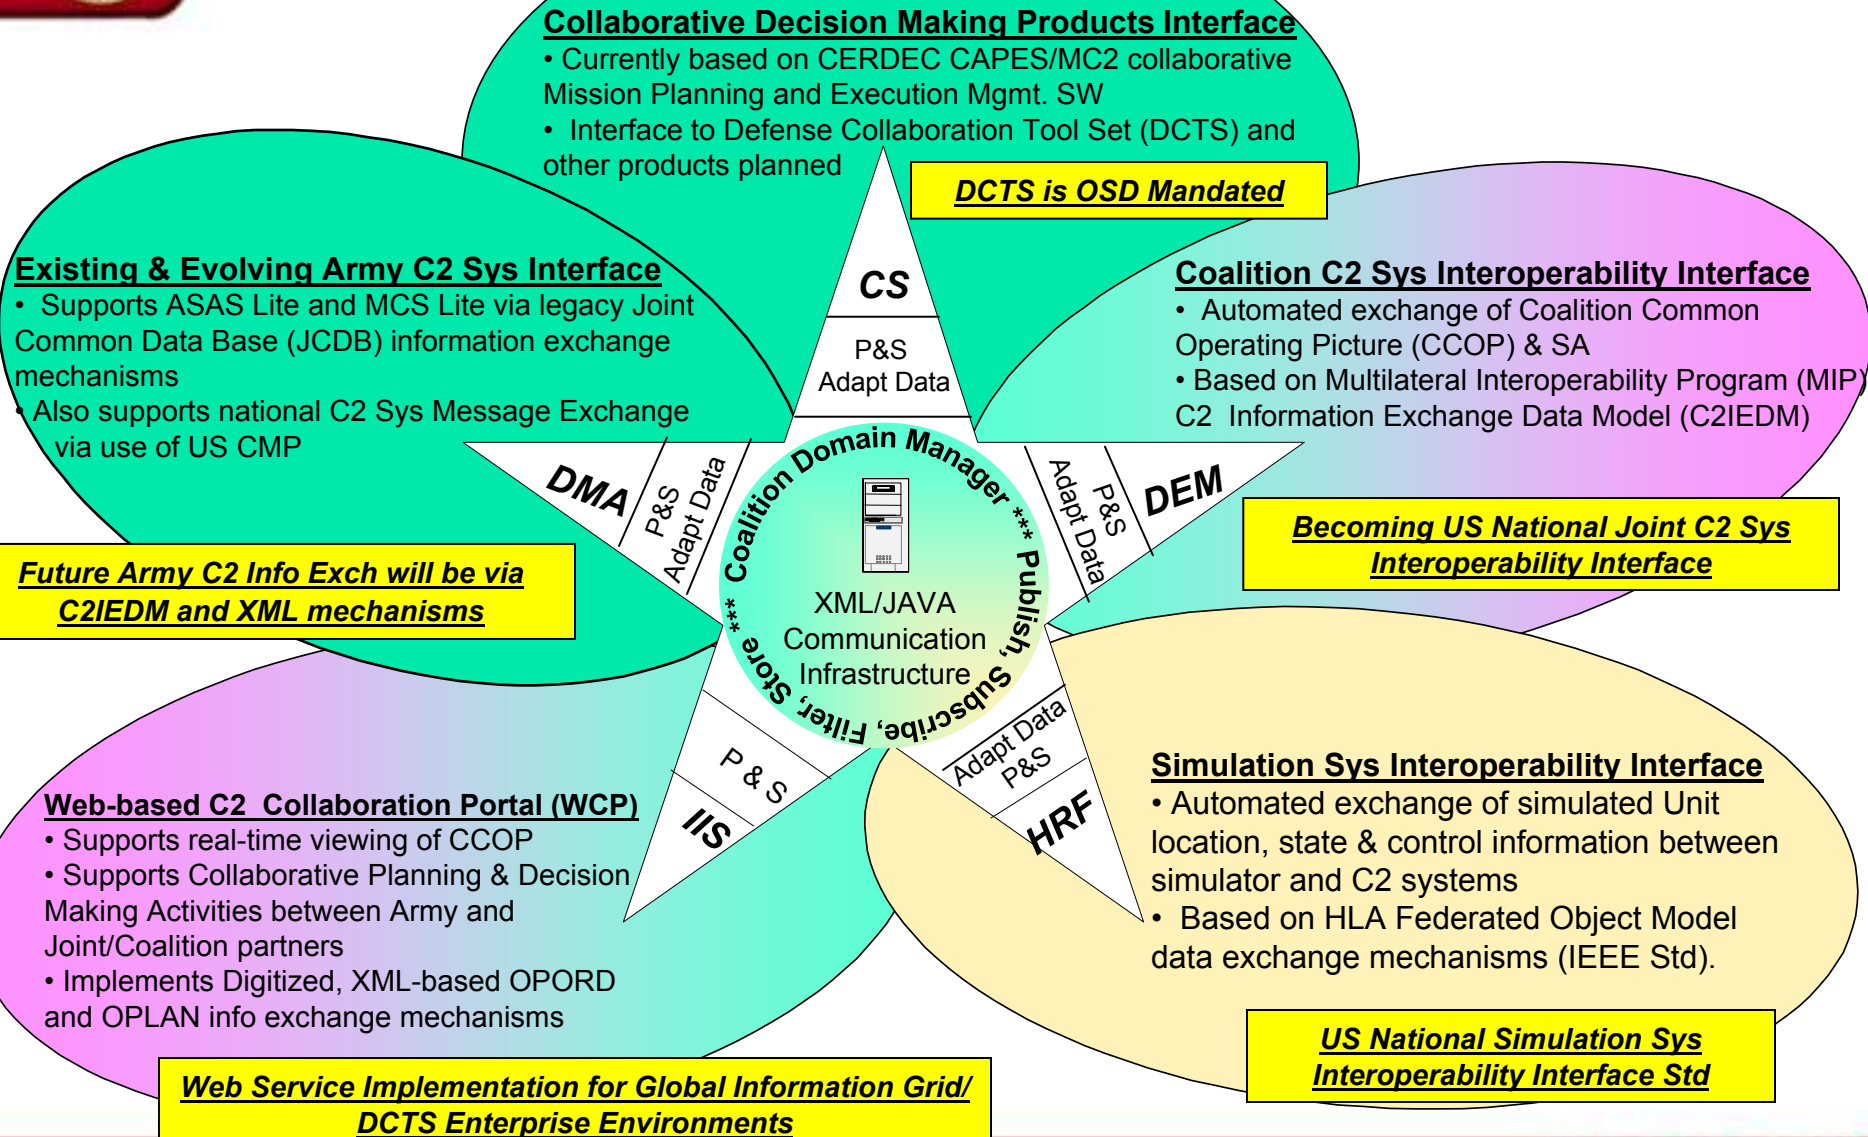 Collaborative Decision Making Products Interface
• Currently based on CERDEC CAPES/MC2 collaborative
Mission Planning and Execution Mgmt. SW
• Interface to Defense Collaboration Tool Set (DCTS) and
other products planned
DCTS is OSD Mandated
Existing & Evolving Army C2 Sys Interface
• Supports ASAS Lite and MCS Lite via legacy Joint
Common Data Base (JCDB) information exchange
mechanisms
• Also supports national C2 Sys Message Exchange
via use of US CMP
Future Army C2 Info Exch will be via
C2IEDM and XML mechanisms
Coalition C2 Sys Interoperability Interface
• Automated exchange of Coalition Common
Operating Picture (CCOP) & SA
• Based on Multilateral Interoperability Program (MIP)
C2 Information Exchange Data Model (C2IEDM)
Becoming US National Joint C2 Sys
Interoperability Interface
CS
P&S
Adapt Data
DMA
P&S
Adapt Data
DEM
P&S
Adapt Data
Coalition Domain Manager *** Publish, Subscribe, Filter, Store ***
XML/JAVA
Communication
Infrastructure
P & S
IIS
Adapt Data
P&S
HRF
Web-based C2 Collaboration Portal (WCP)
• Supports real-time viewing of CCOP
• Supports Collaborative Planning & Decision
Making Activities between Army and
Joint/Coalition partners
• Implements Digitized, XML-based OPORD
and OPLAN info exchange mechanisms
Web Service Implementation for Global Information Grid/
DCTS Enterprise Environments
Simulation Sys Interoperability Interface
• Automated exchange of simulated Unit
location, state & control information between
simulator and C2 systems
• Based on HLA Federated Object Model
data exchange mechanisms (IEEE Std).
US National Simulation Sys
Interoperability Interface Std